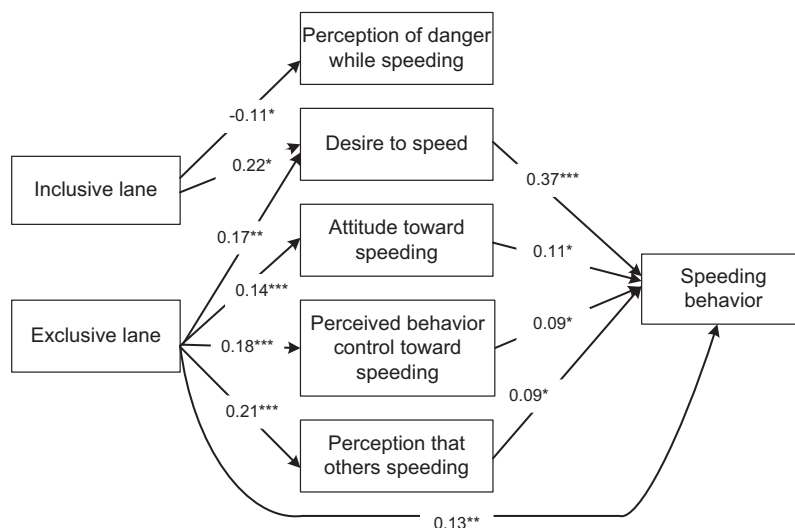 Perception of danger
while speeding
-0.11*
Desire to speed
0.22*
Inclusive lane
0.37***
0.17**
Attitude toward
speeding
0.11*
Speeding
behavior
0.14***
Exclusive lane
Perceived behavior
control toward
speeding
0.18***
0.09*
0.09*
0.21***
Perception that
others speeding
0.13**